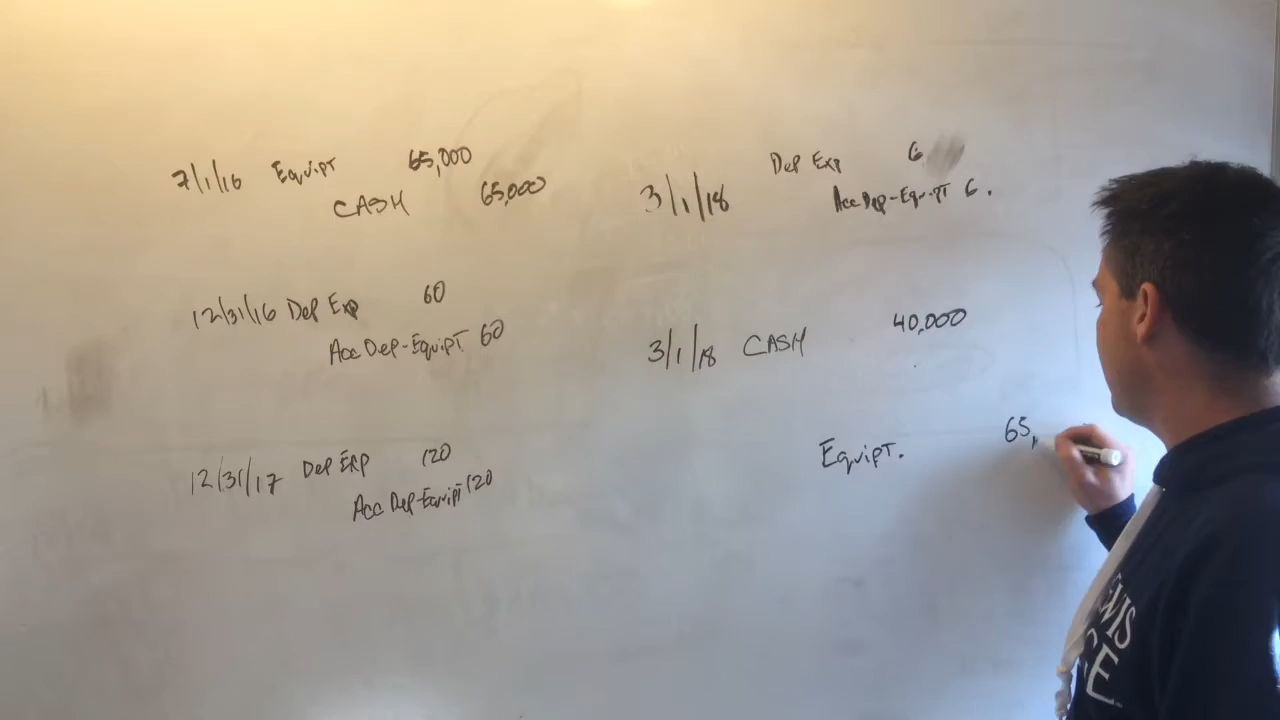 7/1/16 Equipt 65,000
CASH 65,000
12/31/16 Dep Exp 60
Acc Dep-Equipt 60
12/31/17 Dep Exp 120
Acc Dep-Equipt 120
Dep Exp 6
3/1/18 Acc Dep-Equipt 6.
3/1/18 CASH 40,000
Equipt. 65,